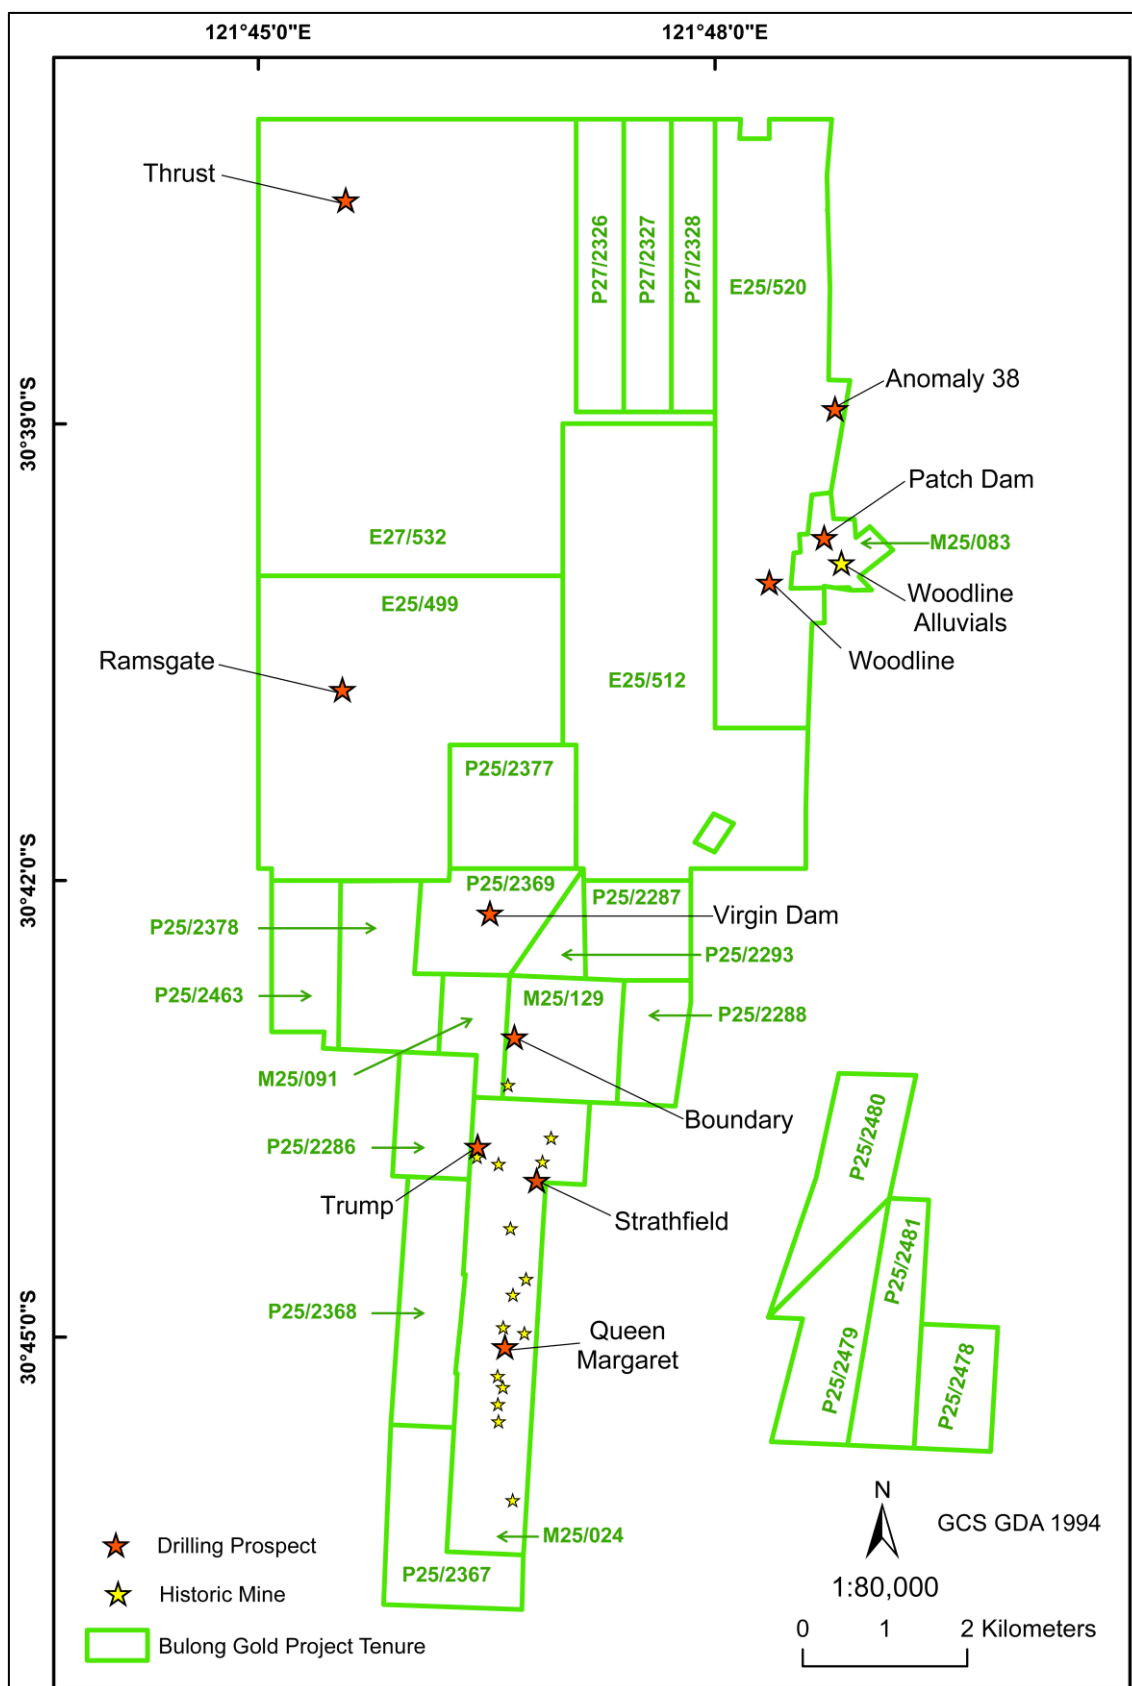 121°45'0"E
121°48'0"E
Thrust
P27/2326
P27/2327
P27/2328
E25/520
Anomaly 38
30°39'0"S
Patch Dam
E27/532
M25/083
E25/499
Woodline
Alluvials
Ramsgate
Woodline
E25/512
P25/2377
30°42'0"S
P25/2369
P25/2287
Virgin Dam
P25/2378
P25/2293
P25/2463
M25/129
P25/2288
M25/091
Boundary
P25/2286
P25/2480
Trump
Strathfield
P25/2481
P25/2368
30°45'0"S
Queen
Margaret
P25/2479
P25/2478
N
GCS GDA 1994
M25/024
Drilling Prospect
P25/2367
1:80,000
Historic Mine
0 1 2 Kilometers
Bulong Gold Project Tenure